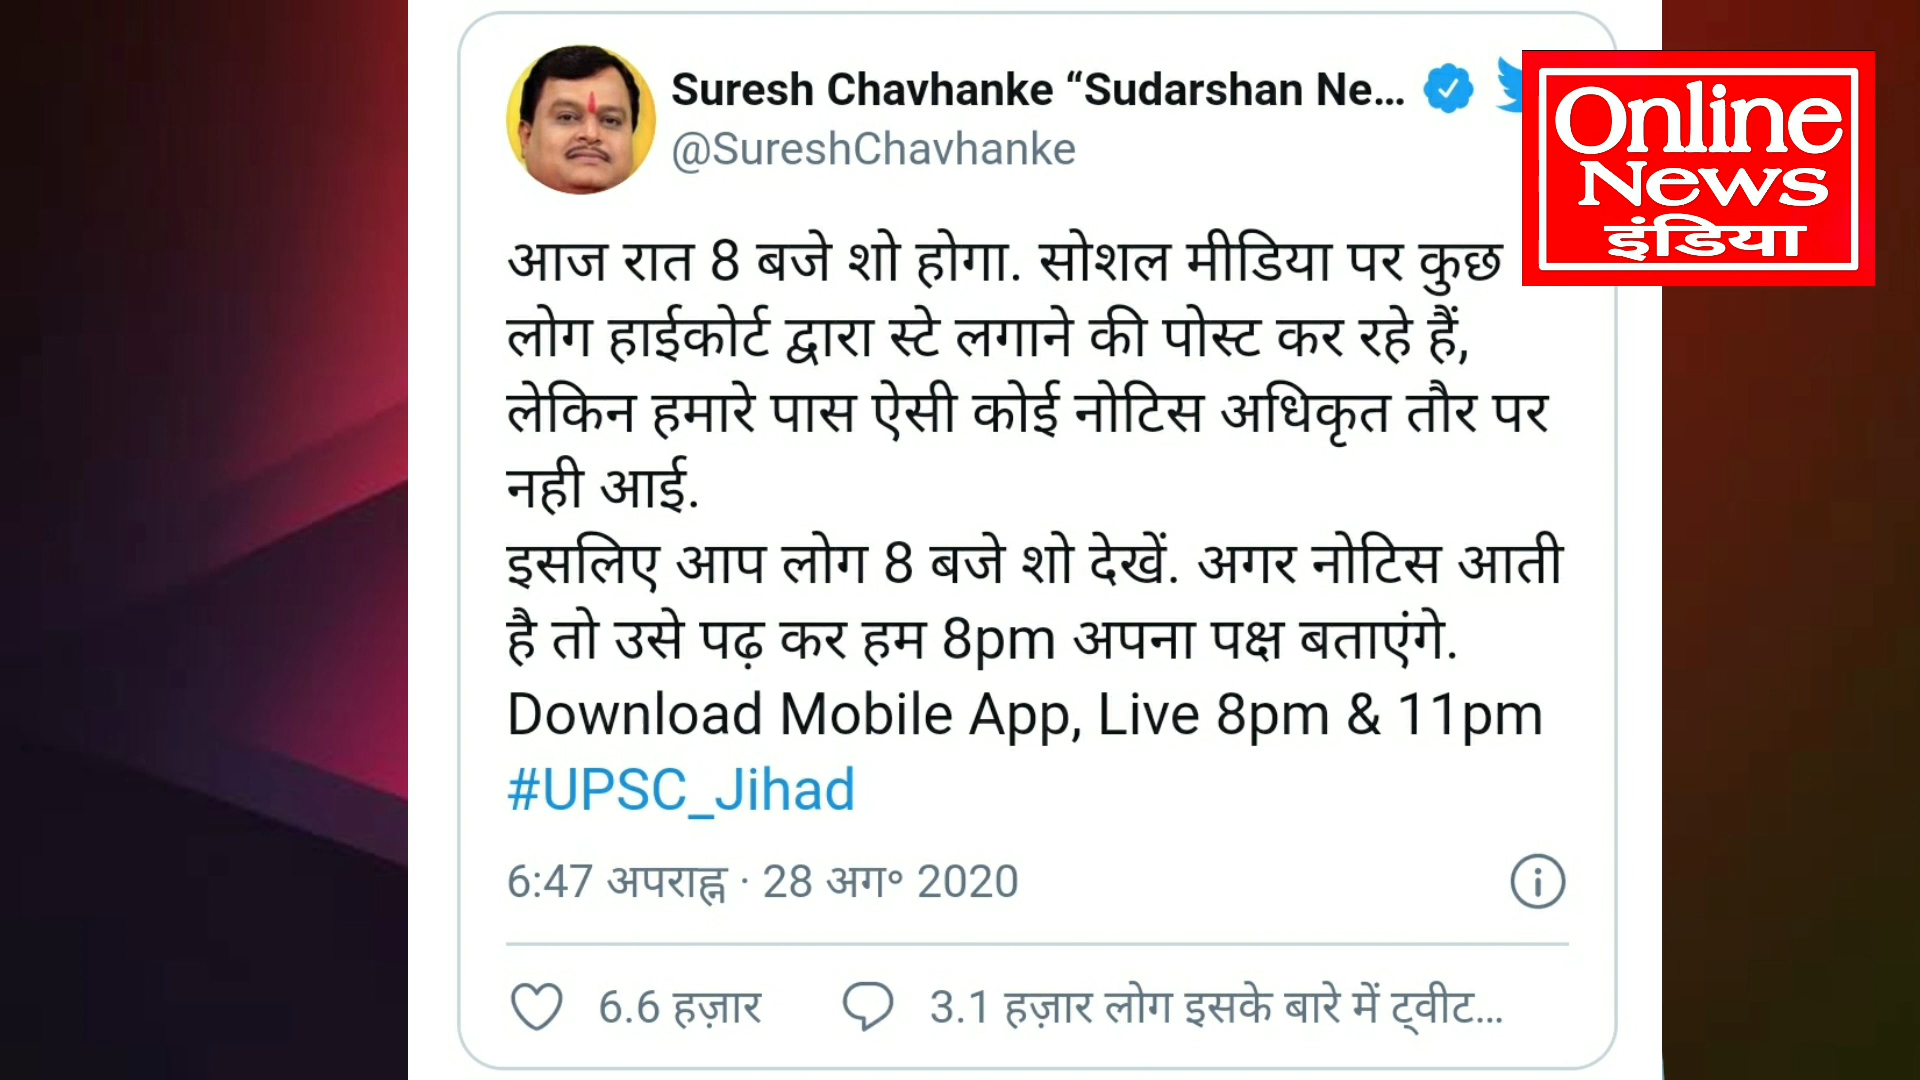 Suresh Chavhanke “Sudarshan Ne...
@SureshChavhanke
Online
News
इंडिया
आज रात 8 बजे शो होगा. सोशल मीडिया पर कुछ
लोग हाईकोर्ट द्वारा स्टे लगाने की पोस्ट कर रहे हैं,
लेकिन हमारे पास ऐसी कोई नोटिस अधिकृत तौर पर
नही आई.
इसलिए आप लोग 8 बजे शो देखें. अगर नोटिस आती
है तो उसे पढ़ कर हम 8pm अपना पक्ष बताएंगे.
Download Mobile App, Live 8pm & 11pm
#UPSC_Jihad
6:47 अपराह्न · 28 अग॰ 2020
6.6 हज़ार
3.1 हज़ार लोग इसके बारे में ट्वीट...